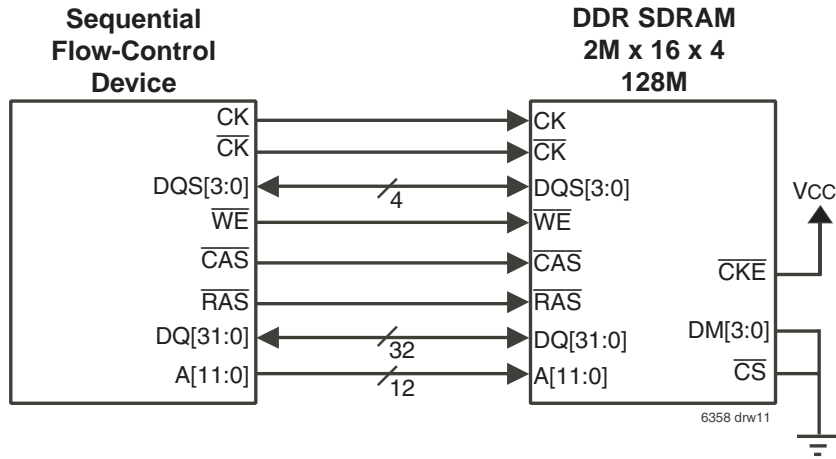 Sequential
Flow-Control
Device
DDR SDRAM
2M x 16 x 4
128M
CK
CK
DQS[3:0]
WE
CAS
RAS
DQ[31:0]
A[11:0]
4
32
12
CK
CK
DQS[3:0]
WE
CAS
RAS
DQ[31:0]
A[11:0]
CKE
DM[3:0]
CS
VCC
6358 drw11